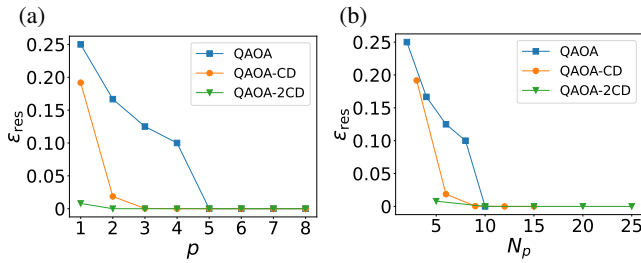 (a)
0.25
0.20
0.15
0.10
0.05
0
ε_res
1 2 3 4 5 6 7 8
p
QAOA
QAOA-CD
QAOA-2CD
(b)
0.25
0.20
0.15
0.10
0.05
0
ε_res
5 10 15 20 25
N_p
QAOA
QAOA-CD
QAOA-2CD